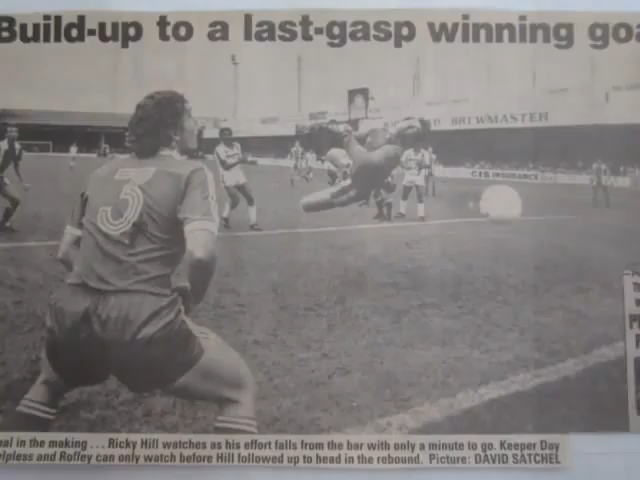 Build-up to a last-gasp winning goa
BREWMASTER
C.I.S INSURANCE
3
al in the making . . . Ricky Hill watches as his effort falls from the bar with only a minute to go. Keeper Day
elpless and Roffey can only watch before Hill followed up to head in the rebound. Picture: DAVID SATCHEL